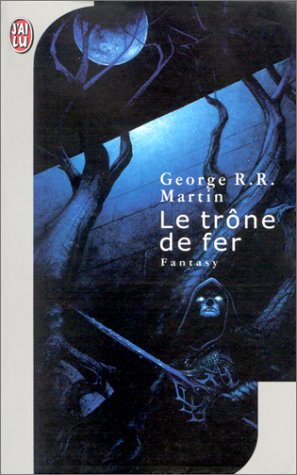 J'AI
LU
George R.R.
Martin
Le trône
de fer
Fantasy